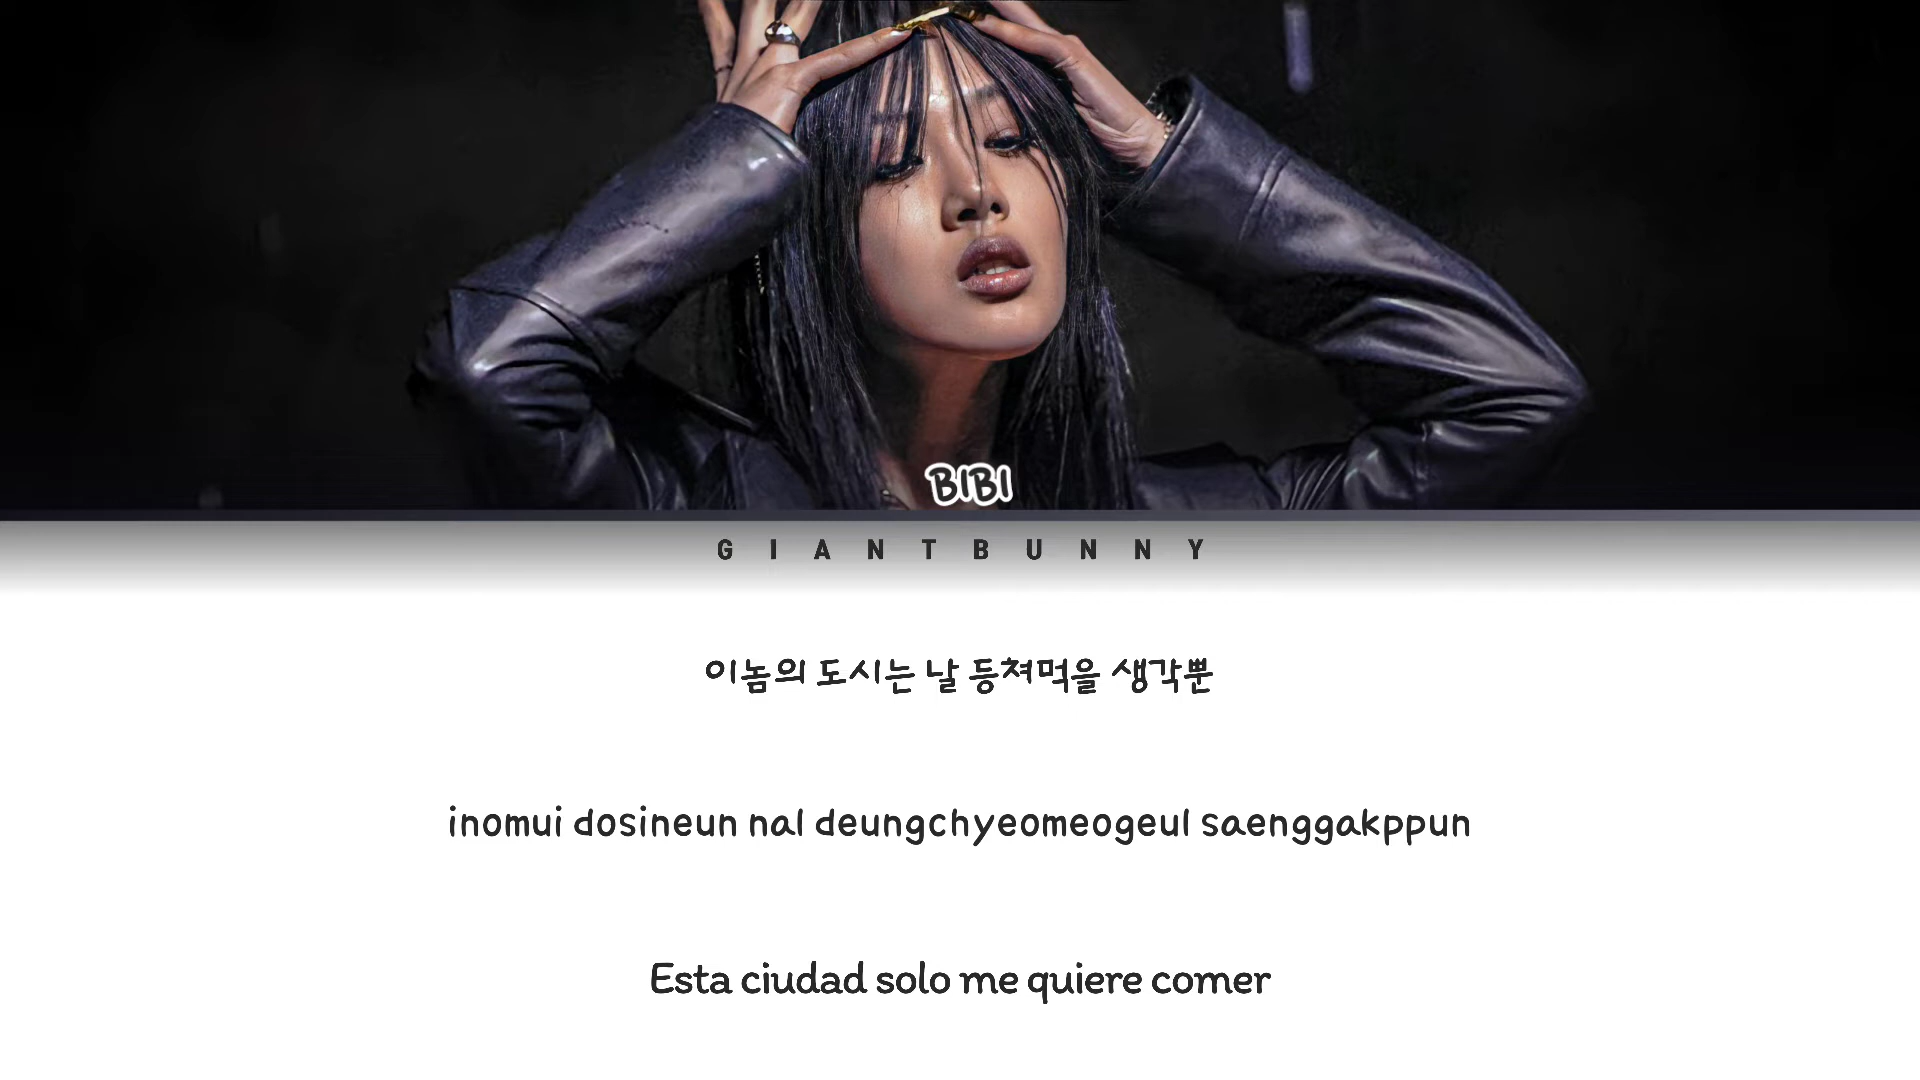 BIBI
GIANTBUNNY
이놈의 도시는 날 등쳐먹을 생각뿐
inomui dosineun nal deungchyeomeogeul saenggakppun
Esta ciudad solo me quiere comer